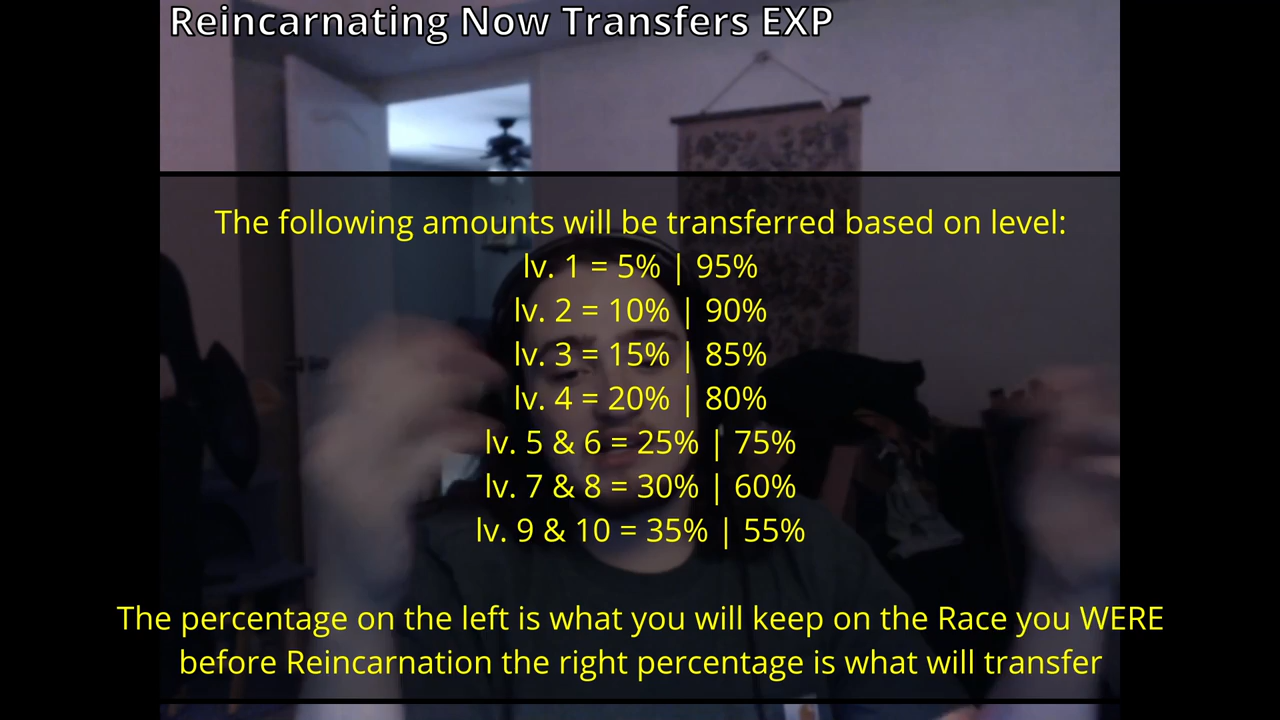 Reincarnating Now Transfers EXP
The following amounts will be transferred based on level:
lv. 1 = 5% | 95%
lv. 2 = 10% | 90%
lv. 3 = 15% | 85%
lv. 4 = 20% | 80%
lv. 5 & 6 = 25% | 75%
lv. 7 & 8 = 30% | 60%
lv. 9 & 10 = 35% | 55%
The percentage on the left is what you will keep on the Race you WERE
before Reincarnation the right percentage is what will transfer